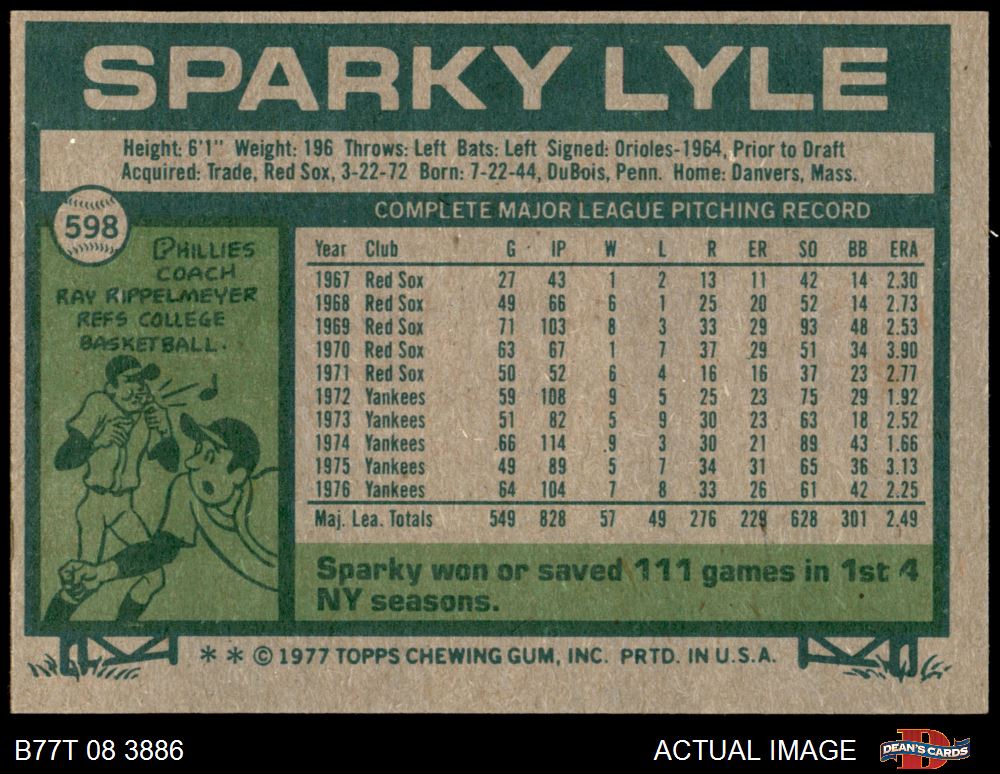 SPARKY LYLE
Height: 6'1" Weight: 196 Throws: Left Bats: Left Signed: Orioles-1964, Prior to Draft
Acquired: Trade, Red Sox, 3-22-72 Born: 7-22-44, DuBois, Penn. Home: Danvers, Mass.
598
PHILLIES
COACH
RAY RIPPELMEYER
REFS COLLEGE
BASKETBALL.
COMPLETE MAJOR LEAGUE PITCHING RECORD
Year Club G IP W L R ER SO BB ERA
1967 Red Sox 27 43 1 2 13 11 42 14 2.30
1968 Red Sox 49 66 6 1 25 20 52 14 2.73
1969 Red Sox 71 103 8 3 33 29 93 48 2.53
1970 Red Sox 63 67 1 7 37 29 51 34 3.90
1971 Red Sox 50 52 6 4 16 16 37 23 2.77
1972 Yankees 59 108 9 5 25 23 75 29 1.92
1973 Yankees 51 82 5 9 30 23 63 18 2.52
1974 Yankees 66 114 9 3 30 21 89 43 1.66
1975 Yankees 49 89 5 7 34 31 65 36 3.13
1976 Yankees 64 104 7 8 33 26 61 42 2.25
Maj. Lea. Totals 549 828 57 49 276 229 628 301 2.49
Sparky won or saved 111 games in 1st 4
NY seasons.
* * © 1977 TOPPS CHEWING GUM, INC. PRTD. IN U.S.A.
B77T 08 3886 ACTUAL IMAGE DEAN'S CARDS